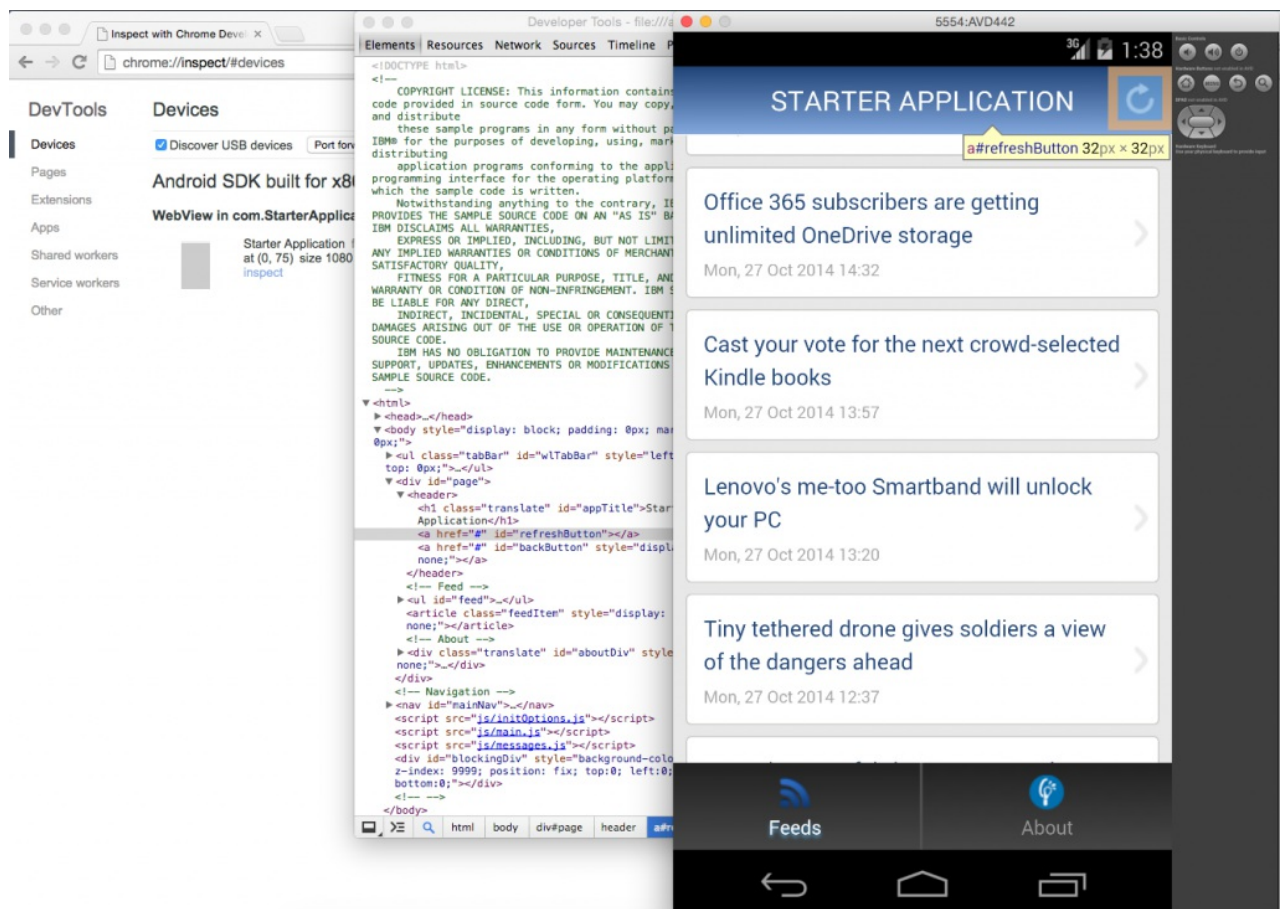 Inspect with Chrome Devel
chrome://inspect/#devices
DevTools
Devices
Pages
Extensions
Apps
Shared workers
Service workers
Other
Devices
Discover USB devices
Port forw
Android SDK built for x8
WebView in com.StarterApplica
Starter Application
at (0, 75) size 1080
inspect
Developer Tools - file:///a
Elements Resources Network Sources Timeline P
<!DOCTYPE html>
<!--
COPYRIGHT LICENSE: This information contains
code provided in source code form. You may copy,
and distribute
these sample programs in any form without pa
IBM® for the purposes of developing, using, mark
distributing
application programs conforming to the appli
programming interface for the operating platform
which the sample code is written.
Notwithstanding anything to the contrary, IB
PROVIDES THE SAMPLE SOURCE CODE ON AN "AS IS" BA
IBM DISCLAIMS ALL WARRANTIES,
EXPRESS OR IMPLIED, INCLUDING, BUT NOT LIMIT
ANY IMPLIED WARRANTIES OR CONDITIONS OF MERCHANT
SATISFACTORY QUALITY,
FITNESS FOR A PARTICULAR PURPOSE, TITLE, AND
WARRANTY OR CONDITION OF NON-INFRINGEMENT. IBM S
BE LIABLE FOR ANY DIRECT,
INDIRECT, INCIDENTAL, SPECIAL OR CONSEQUENTI
DAMAGES ARISING OUT OF THE USE OR OPERATION OF T
SOURCE CODE.
IBM HAS NO OBLIGATION TO PROVIDE MAINTENANCE
SUPPORT, UPDATES, ENHANCEMENTS OR MODIFICATIONS
SAMPLE SOURCE CODE.
-->
<html>
<head>…</head>
<body style="display: block; padding: 0px; mar
0px;">
<ul class="tabBar" id="wlTabBar" style="left
top: 0px;">…</ul>
<div id="page">
<header>
<h1 class="translate" id="appTitle">Star
Application</h1>
<a href="#" id="refreshButton"></a>
<a href="#" id="backButton" style="displ
none;"></a>
</header>
<!-- Feed -->
<ul id="feed">…</ul>
<article class="feedItem" style="display:
none;"></article>
<!-- About -->
<div class="translate" id="aboutDiv" style
none;">…</div>
</div>
<!-- Navigation -->
<nav id="mainNav">…</nav>
<script src="js/initOptions.js"></script>
<script src="js/main.js"></script>
<script src="js/messages.js"></script>
<div id="blockingDiv" style="background-colo
z-index: 9999; position: fix; top:0; left:0;
bottom:0;"></div>
<!-- -->
</body>
html body div#page header a#re
5554:AVD442
3G 1:38
STARTER APPLICATION
a#refreshButton 32px × 32px
Office 365 subscribers are getting
unlimited OneDrive storage
Mon, 27 Oct 2014 14:32
Cast your vote for the next crowd-selected
Kindle books
Mon, 27 Oct 2014 13:57
Lenovo's me-too Smartband will unlock
your PC
Mon, 27 Oct 2014 13:20
Tiny tethered drone gives soldiers a view
of the dangers ahead
Mon, 27 Oct 2014 12:37
Feeds
About